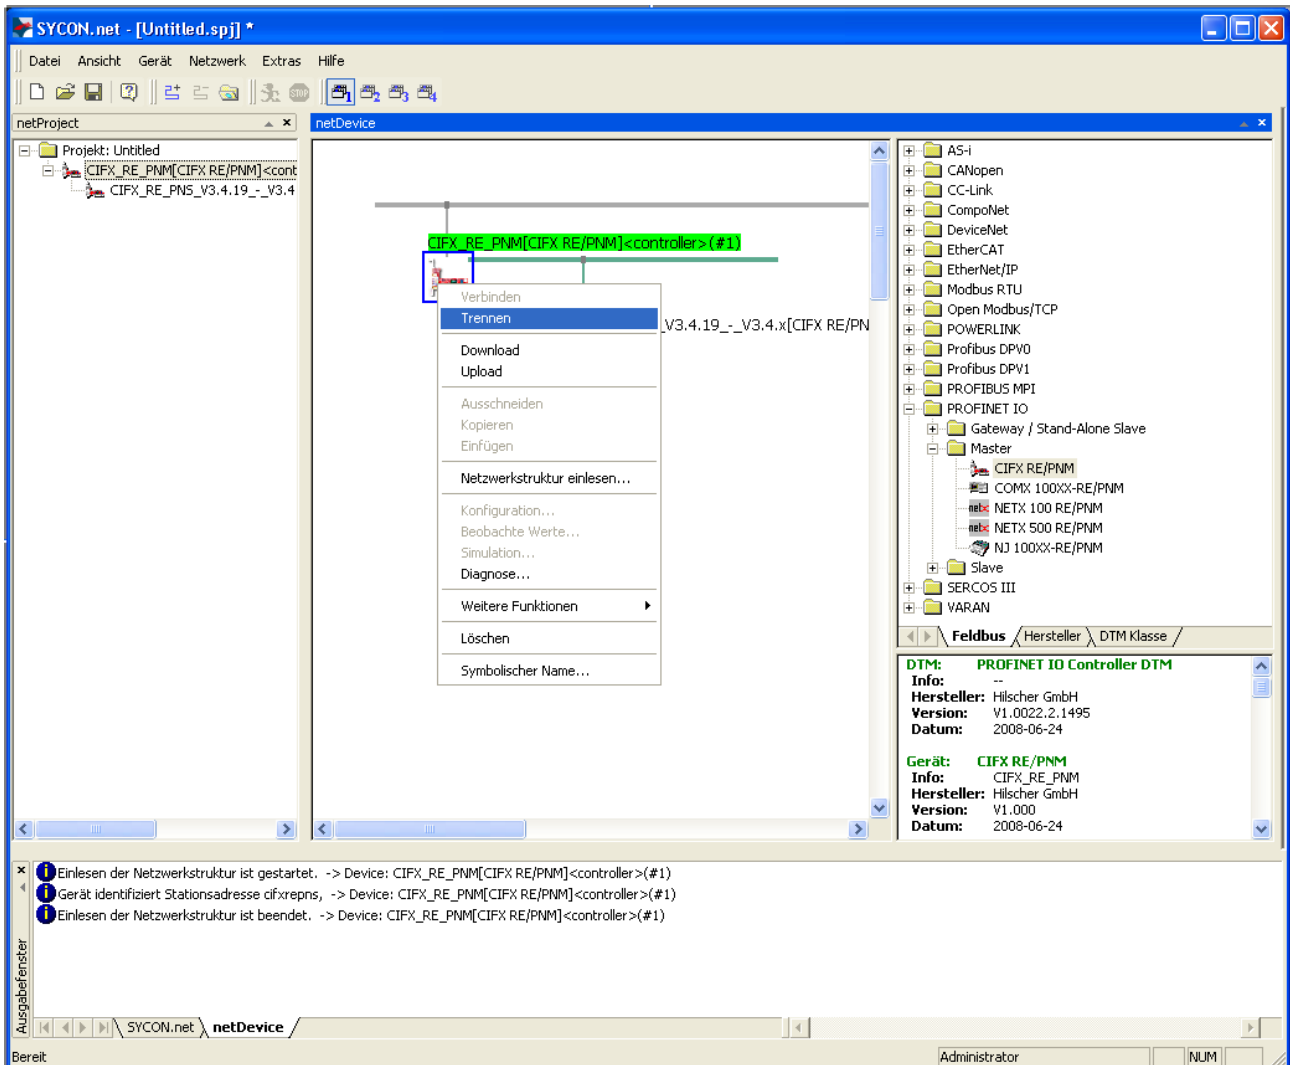 SYCON.net - [Untitled.spj] *
Datei Ansicht Gerät Netzwerk Extras Hilfe
STOP 1 2 3 4
netProject
Projekt: Untitled
CIFX_RE_PNM[CIFX RE/PNM]<cont
CIFX_RE_PNS_V3.4.19_-_V3.4
netDevice
CIFX_RE_PNM[CIFX RE/PNM]<controller>(#1)
_V3.4.19_-_V3.4.x[CIFX RE/PN
Verbinden
Trennen
Download
Upload
Ausschneiden
Kopieren
Einfügen
Netzwerkstruktur einlesen...
Konfiguration...
Beobachte Werte...
Simulation...
Diagnose...
Weitere Funktionen
Löschen
Symbolischer Name...
AS-i
CANopen
CC-Link
CompoNet
DeviceNet
EtherCAT
EtherNet/IP
Modbus RTU
Open Modbus/TCP
POWERLINK
Profibus DPV0
Profibus DPV1
PROFIBUS MPI
PROFINET IO
Gateway / Stand-Alone Slave
Master
CIFX RE/PNM
COMX 100XX-RE/PNM
netx NETX 100 RE/PNM
netx NETX 500 RE/PNM
NJ 100XX-RE/PNM
Slave
SERCOS III
VARAN
Feldbus Hersteller DTM Klasse
DTM: PROFINET IO Controller DTM
Info: --
Hersteller: Hilscher GmbH
Version: V1.0022.2.1495
Datum: 2008-06-24
Gerät: CIFX RE/PNM
Info: CIFX_RE_PNM
Hersteller: Hilscher GmbH
Version: V1.000
Datum: 2008-06-24
Einlesen der Netzwerkstruktur ist gestartet. -> Device: CIFX_RE_PNM[CIFX RE/PNM]<controller>(#1)
Gerät identifiziert Stationsadresse cifxrepns, -> Device: CIFX_RE_PNM[CIFX RE/PNM]<controller>(#1)
Einlesen der Netzwerkstruktur ist beendet. -> Device: CIFX_RE_PNM[CIFX RE/PNM]<controller>(#1)
Ausgabefenster
SYCON.net netDevice
Bereit
Administrator
NUM